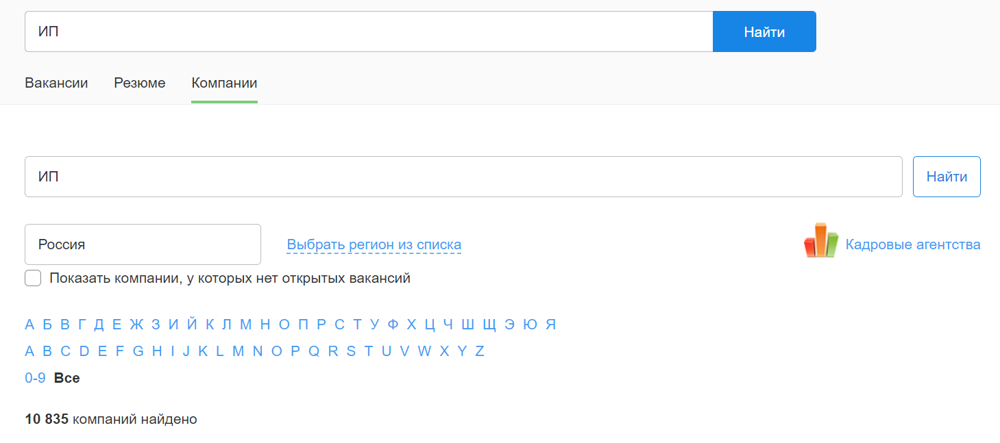 ИП
Найти
Вакансии Резюме Компании
ИП
Найти
Россия
Выбрать регион из списка
Кадровые агентства
Показать компании, у которых нет открытых вакансий
А Б В Г Д Е Ж З И Й К Л М Н О П Р С Т У Ф Х Ц Ч Ш Щ Э Ю Я
A B C D E F G H I J K L M N O P Q R S T U V W X Y Z
0-9 Все
10 835 компаний найдено